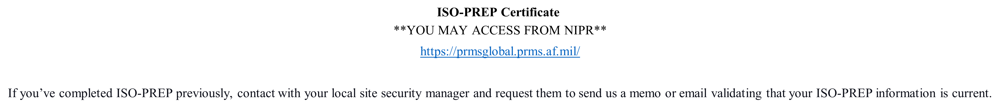 ISO-PREP Certificate
**YOU MAY ACCESS FROM NIPR**
https://prmsglobal.prms.af.mil/
If you’ve completed ISO-PREP previously, contact with your local site security manager and request them to send us a memo or email validating that your ISO-PREP information is current.